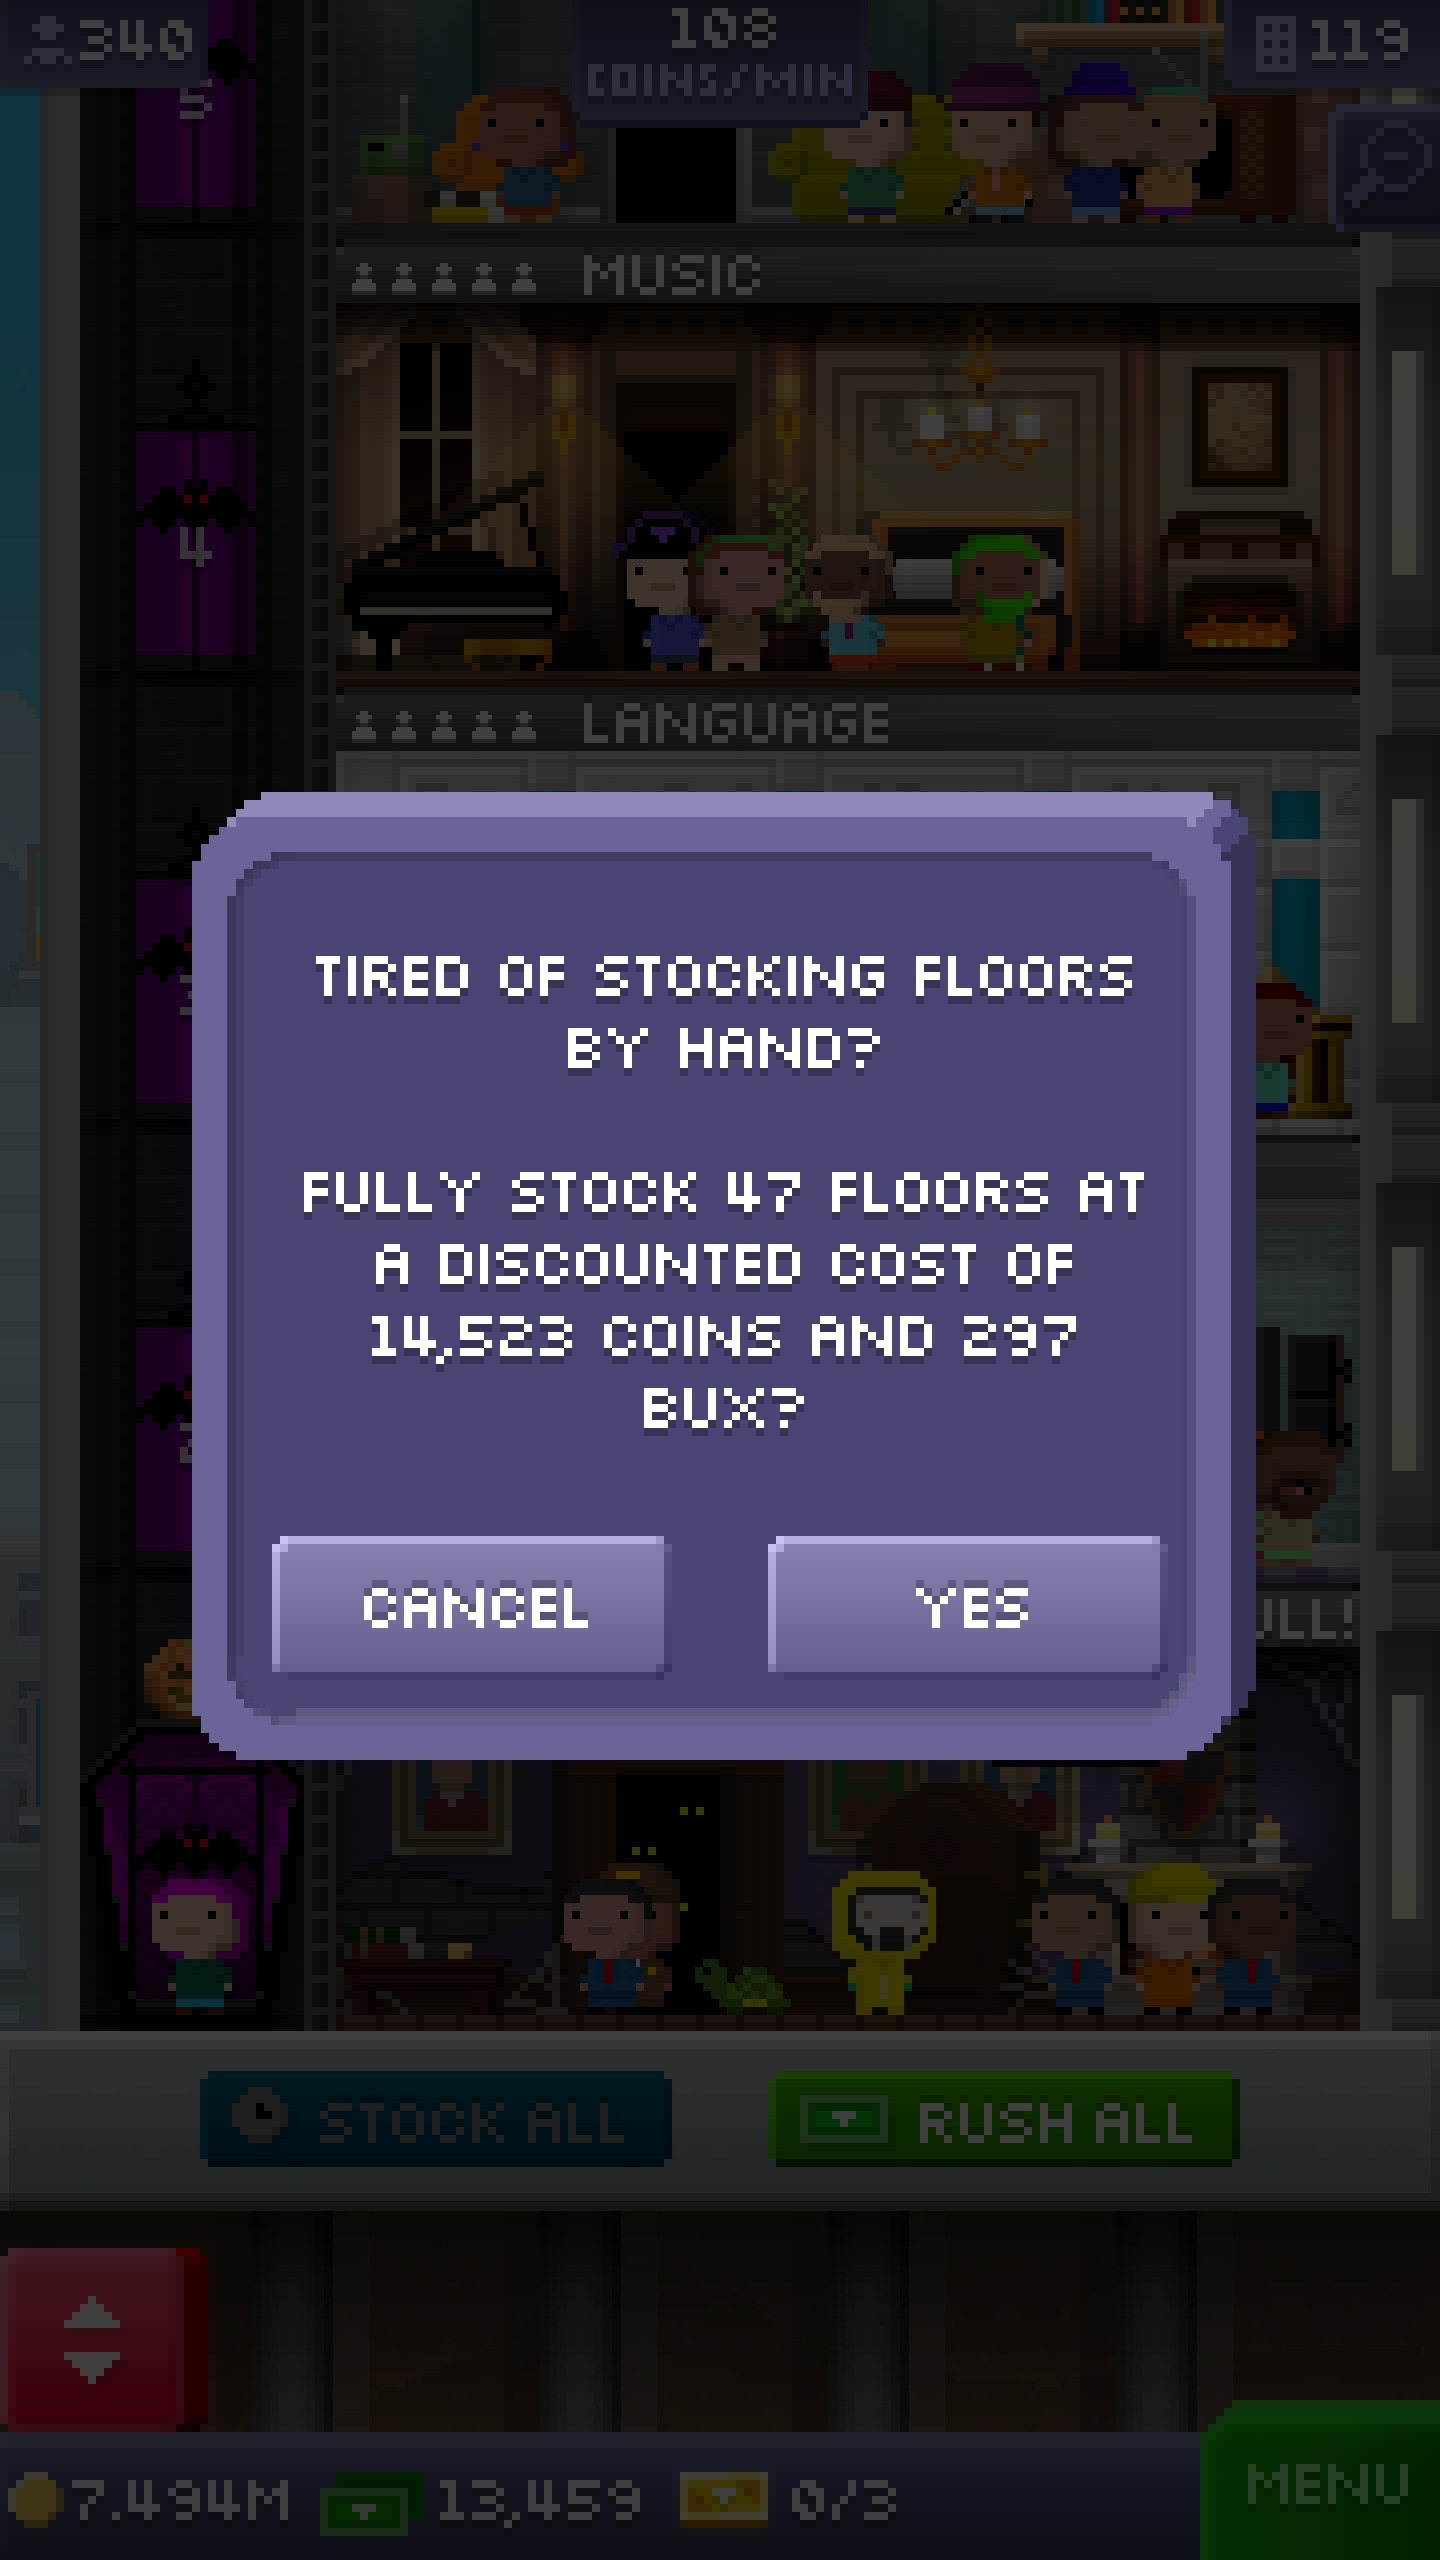 340
108
COINS/MIN
119
5
MUSIC
4
LANGUAGE
TIRED OF STOCKING FLOORS
BY HAND?
FULLY STOCK 47 FLOORS AT
A DISCOUNTED COST OF
14,523 COINS AND 297
BUX?
CANCEL
YES
STOCK ALL
RUSH ALL
7.494M
13,459
0/3
MENU